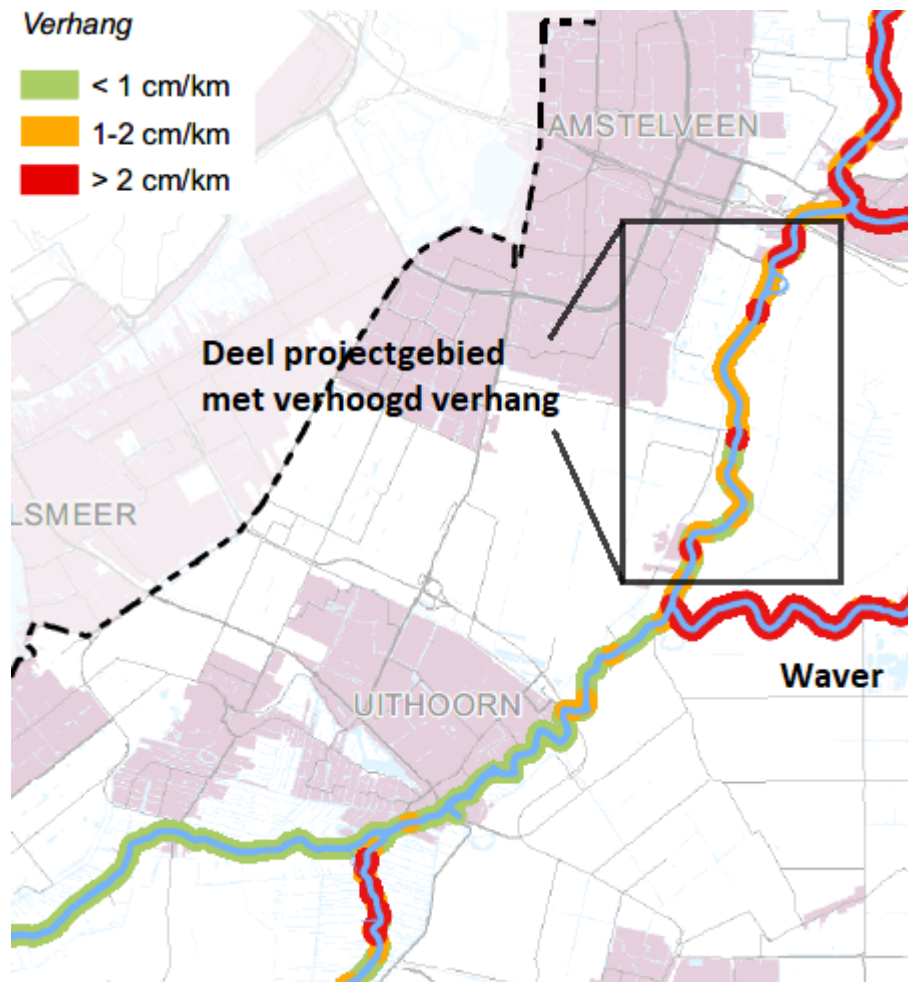 Verhang
< 1 cm/km
1-2 cm/km
> 2 cm/km
AMSTELVEEN
Deel projectgebied
met verhoogd verhang
LSMEER
Waver
UITHOORN